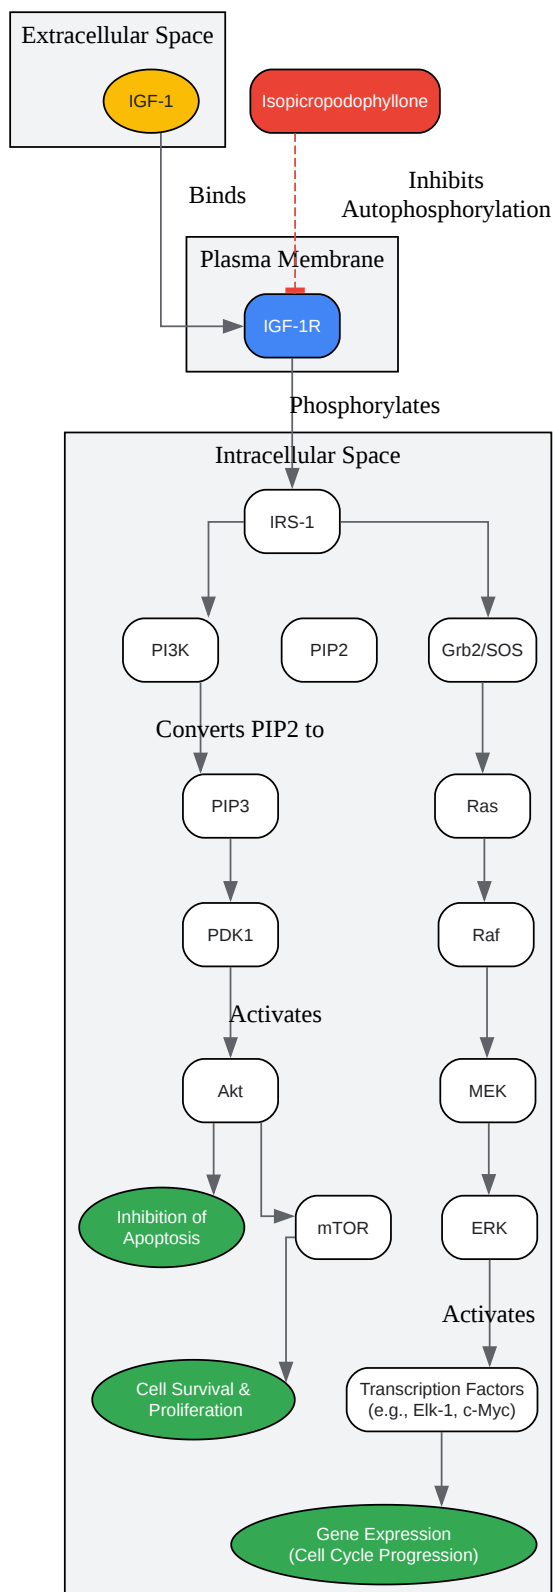 Extracellular Space
IGF-1
Isopicropodophyllone
Binds
Inhibits
Autophosphorylation
Plasma Membrane
IGF-1R
Phosphorylates
Intracellular Space
IRS-1
PI3K
PIP2
Grb2/SOS
Converts PIP2 to
PIP3
Ras
PDK1
Raf
Activates
Akt
MEK
Inhibition of
Apoptosis
mTOR
ERK
Activates
Cell Survival &
Proliferation
Transcription Factors
(e.g., Elk-1, c-Myc)
Gene Expression
(Cell Cycle Progression)